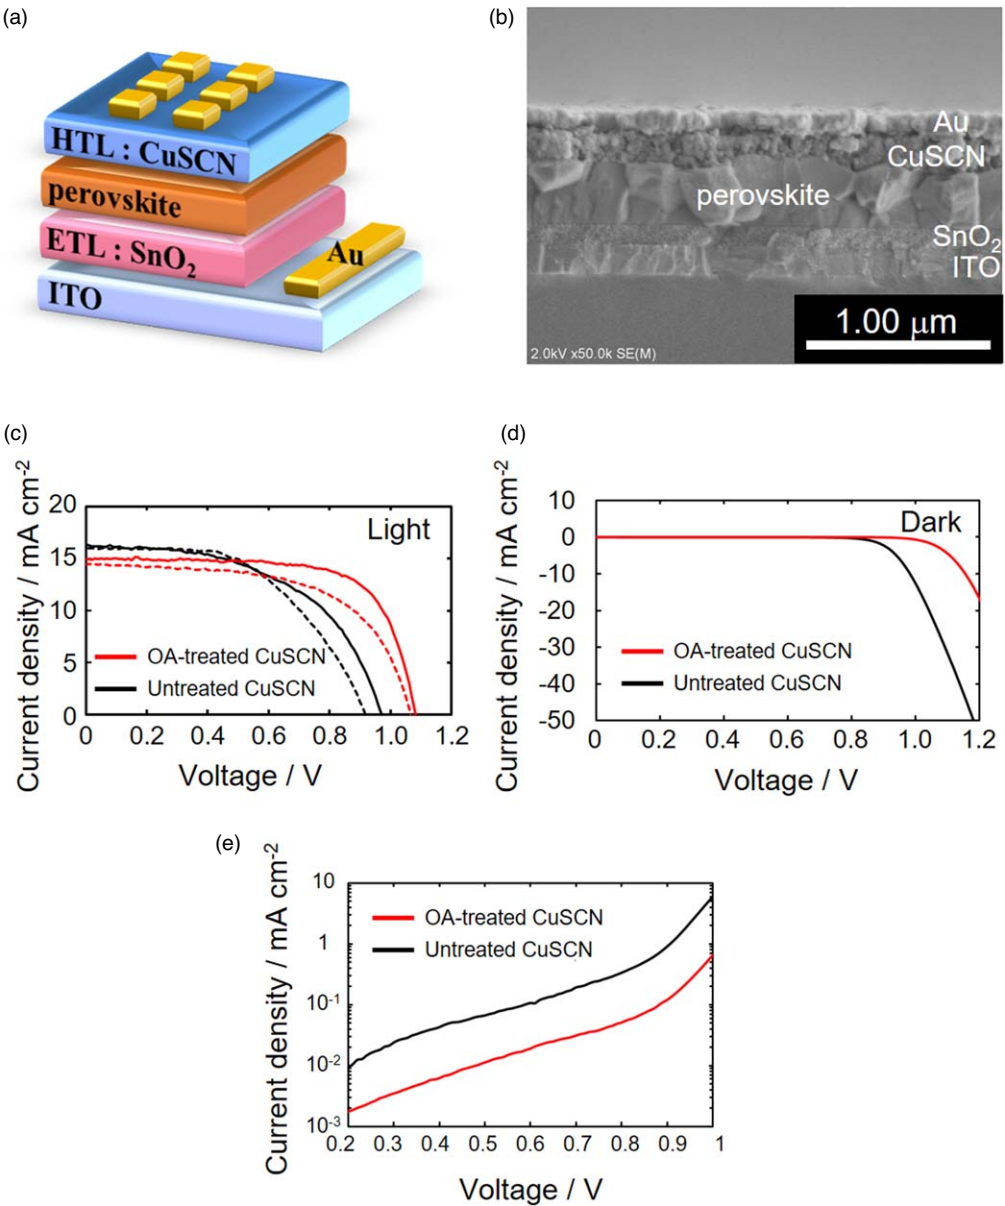 (a)
HTL : CuSCN
perovskite
ETL : SnO₂
Au
ITO
(b)
Au
CuSCN
perovskite
SnO₂
ITO
1.00 μm
2.0kV x50.0k SE(M)
(c)
Current density / mA cm⁻²
20
15
10
5
0
Light
OA-treated CuSCN
Untreated CuSCN
0 0.2 0.4 0.6 0.8 1.0 1.2
Voltage / V
(d)
Current density / mA cm⁻²
10
0
-10
-20
-30
-40
-50
Dark
OA-treated CuSCN
Untreated CuSCN
0 0.2 0.4 0.6 0.8 1.0 1.2
Voltage / V
(e)
Current density / mA cm⁻²
10
1
10⁻¹
10⁻²
10⁻³
OA-treated CuSCN
Untreated CuSCN
0.2 0.3 0.4 0.5 0.6 0.7 0.8 0.9 1
Voltage / V